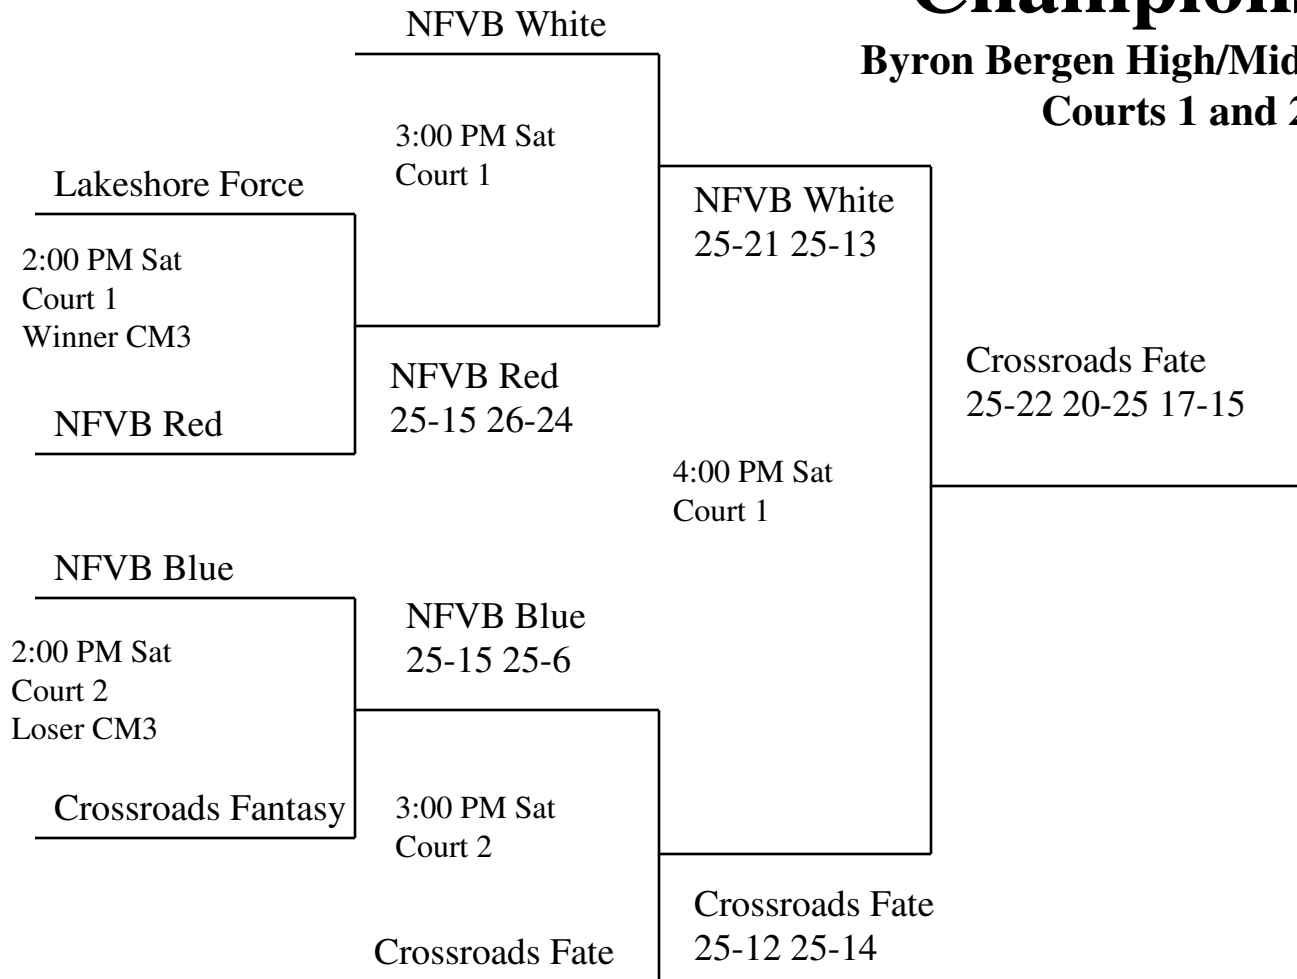 Champions
Byron Bergen High/Mid
Courts 1 and 2
NFVB White
3:00 PM Sat
Court 1
Lakeshore Force
2:00 PM Sat
Court 1
Winner CM3
NFVB Red
NFVB Red
25-15 26-24
NFVB White
25-21 25-13
Crossroads Fate
25-22 20-25 17-15
4:00 PM Sat
Court 1
NFVB Blue
2:00 PM Sat
Court 2
Loser CM3
Crossroads Fantasy
NFVB Blue
25-15 25-6
3:00 PM Sat
Court 2
Crossroads Fate
Crossroads Fate
25-12 25-14